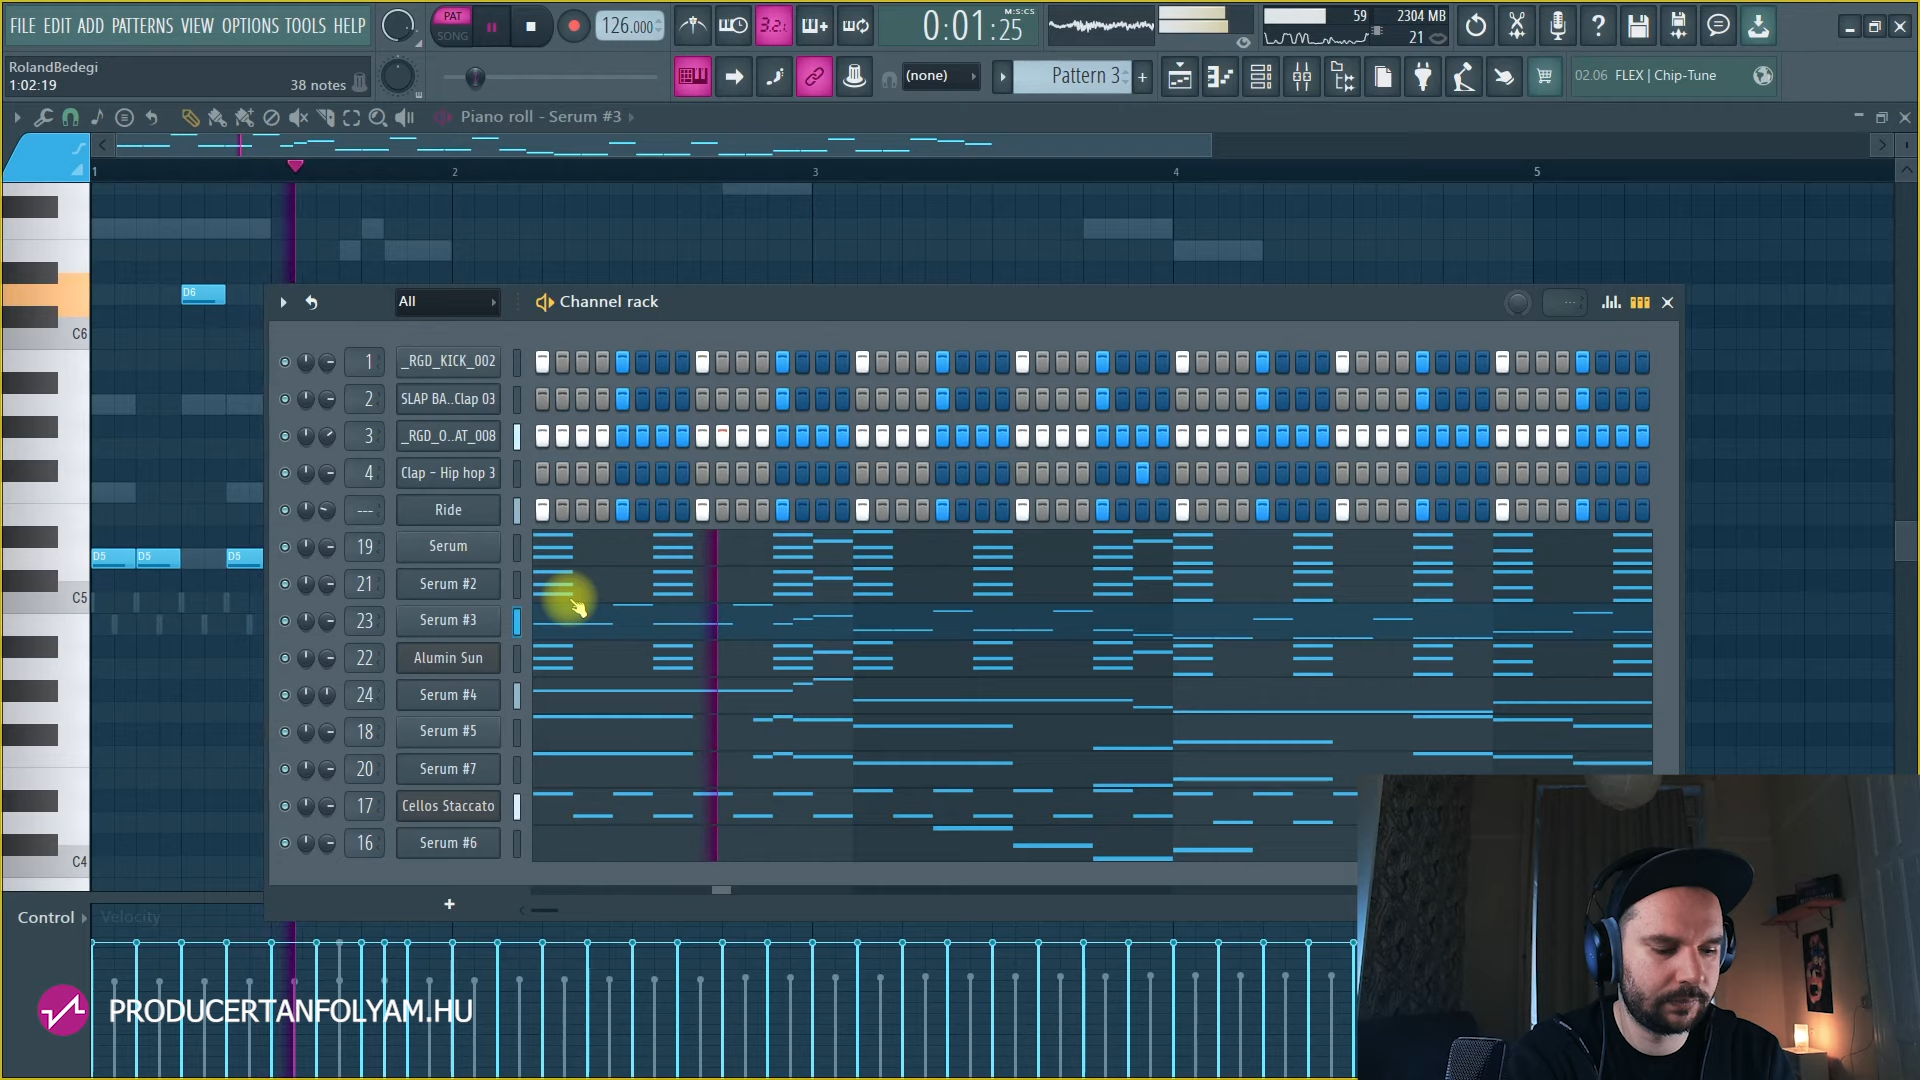 FILE EDIT ADD PATTERNS VIEW OPTIONS TOOLS HELP
PAT
SONG
126.000
3.2.
0:01:25
M:S:CS
59
2304 MB
21
RolandBedegi
1:02:19
38 notes
(none)
Pattern 3
+
02.06 FLEX | Chip-Tune
Piano roll - Serum #3
1
2
3
4
5
D6
C6
D5
D5
D5
C5
C4
All
Channel rack
1
_RGD_KICK_002
2
SLAP BA..Clap 03
3
_RGD_O..AT_008
4
Clap - Hip hop 3
---
Ride
19
Serum
21
Serum #2
23
Serum #3
22
Alumin Sun
24
Serum #4
18
Serum #5
20
Serum #7
17
Cellos Staccato
16
Serum #6
+
Control
Velocity
PRODUCERTANFOLYAM.HU